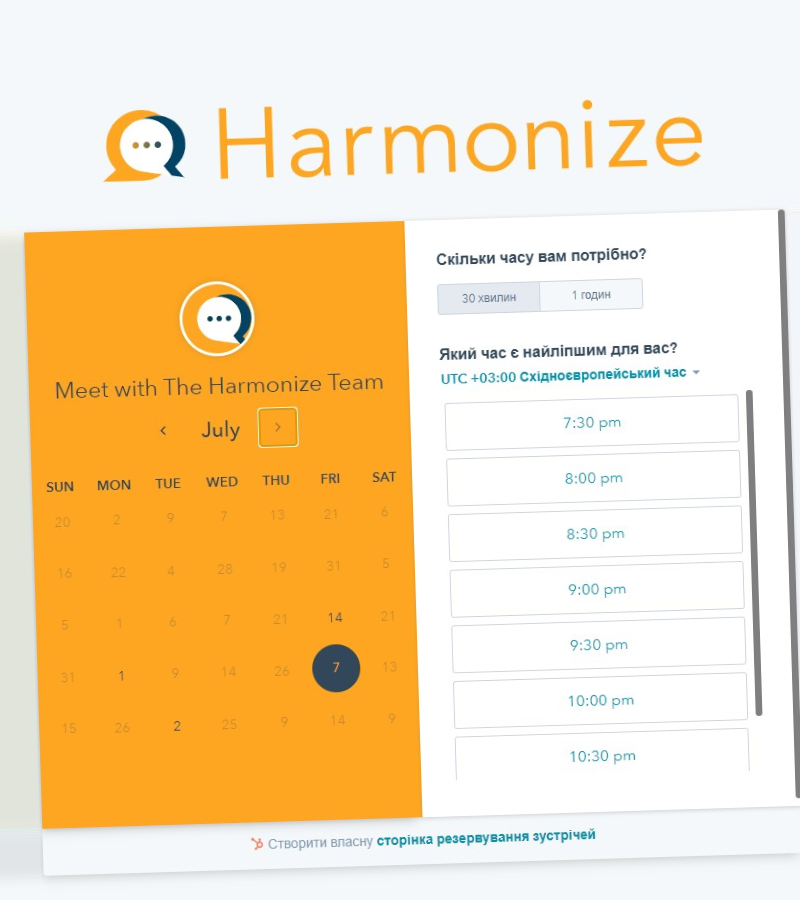 Harmonize
Meet with The Harmonize Team
July
SUN MON TUE WED THU FRI SAT
20 2 9 7 13 21 6
16 22 4 28 19 31 5
5 1 6 7 21 14 21
31 1 9 14 26 7 13
15 26 2 25 9 14 9
Скільки часу вам потрібно?
30 хвилин 1 годин
Який час є найліпшим для вас?
UTC +03:00 Східноєвропейський час
7:30 pm
8:00 pm
8:30 pm
9:00 pm
9:30 pm
10:00 pm
10:30 pm
Створити власну сторінка резервування зустрічей